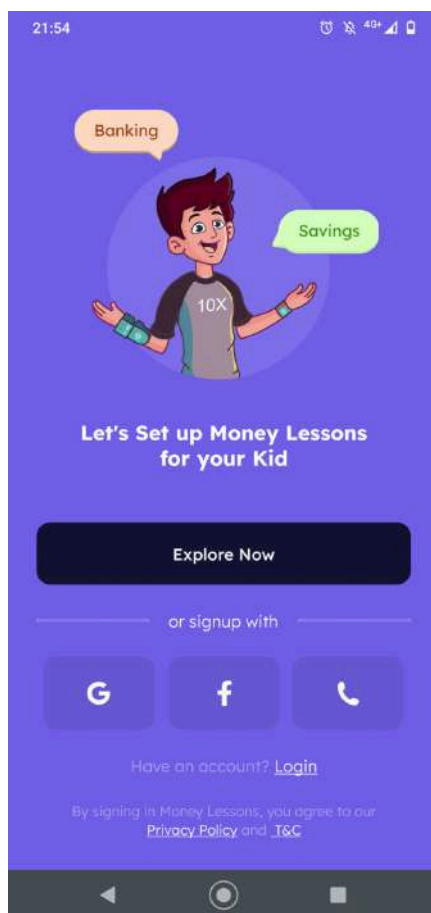 21:54
4G+
Banking
Savings
10X
Let's Set up Money Lessons
for your Kid
Explore Now
or signup with
G
f
Have an account? Login
By signing in Money Lessons, you agree to our
Privacy Policy and T&C